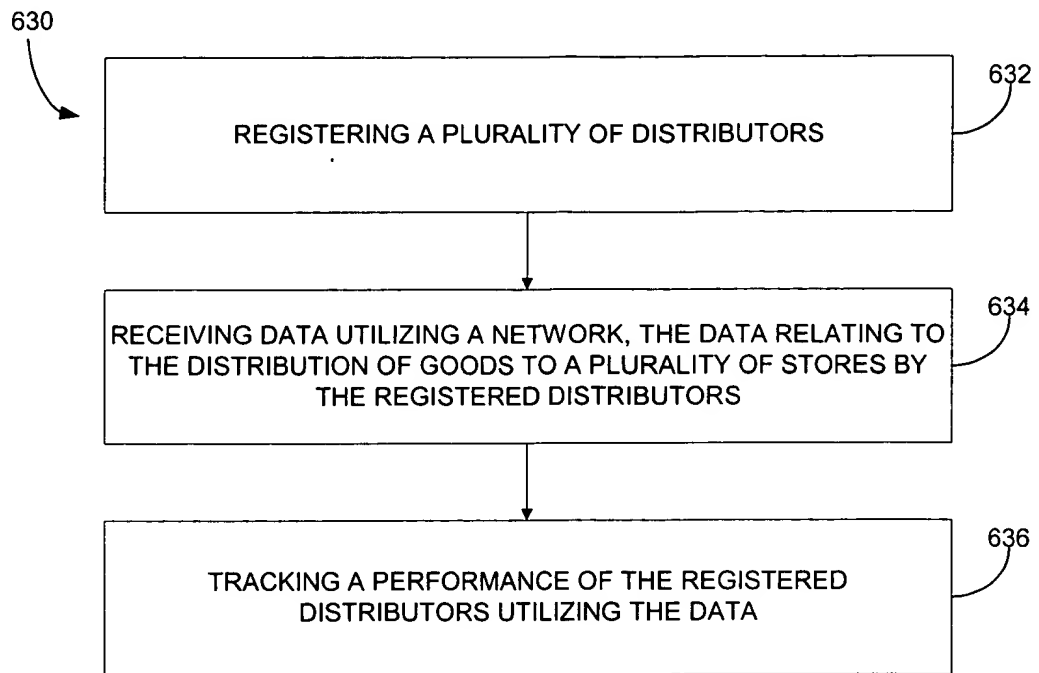 630
632
REGISTERING A PLURALITY OF DISTRIBUTORS
634
RECEIVING DATA UTILIZING A NETWORK, THE DATA RELATING TO
THE DISTRIBUTION OF GOODS TO A PLURALITY OF STORES BY
THE REGISTERED DISTRIBUTORS
636
TRACKING A PERFORMANCE OF THE REGISTERED
DISTRIBUTORS UTILIZING THE DATA